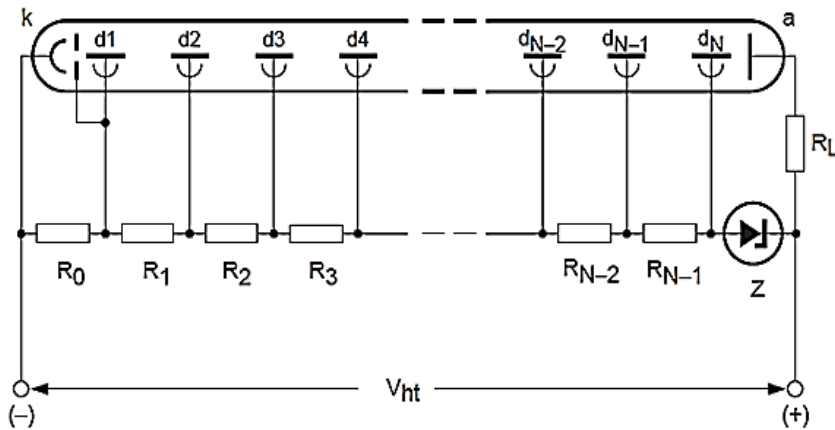 k a
d1 d2 d3 d4 dN–2 dN–1 dN
RL
R0 R1 R2 R3 RN–2 RN–1 Z
Vht
(–) (+)